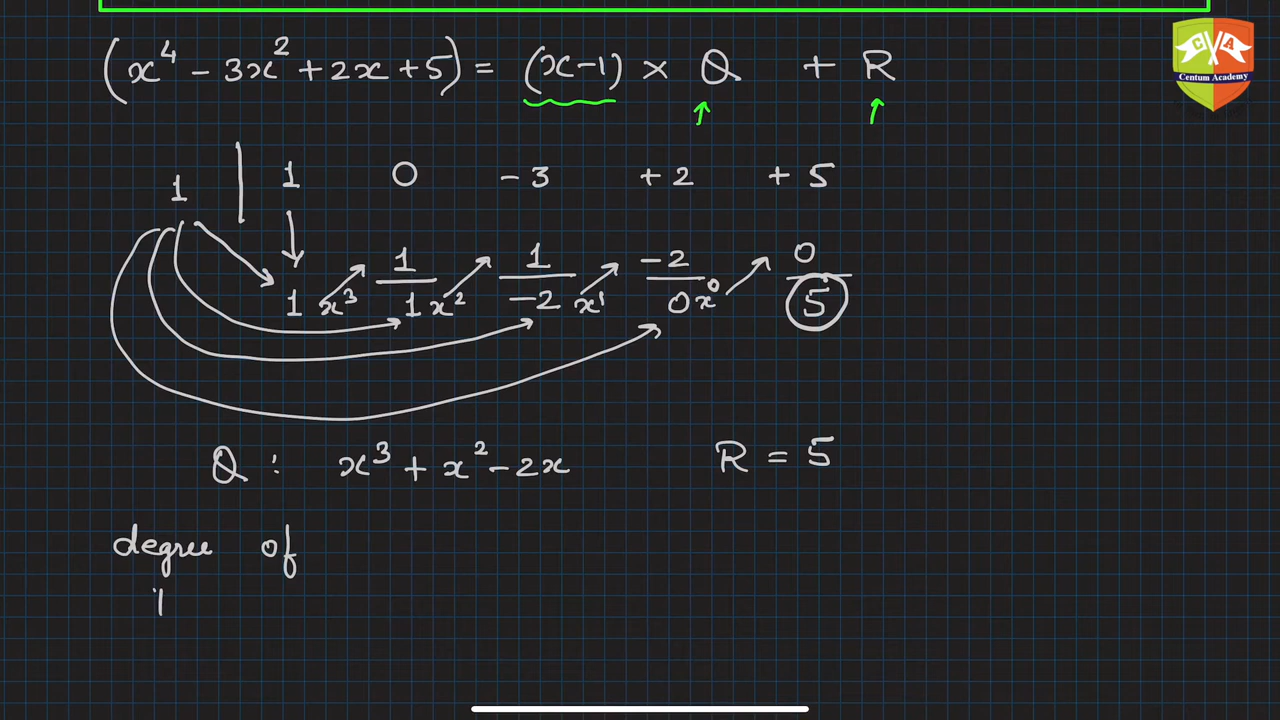 (x⁴ - 3x² + 2x + 5) = (x-1) × Q + R
C A
Centum Academy
1 | 1 0 -3 +2 +5
1 1 -2 0
1 x³ 1 x² -2 x¹ 0x⁰ 5
Q : x³ + x² - 2x R = 5
degree of